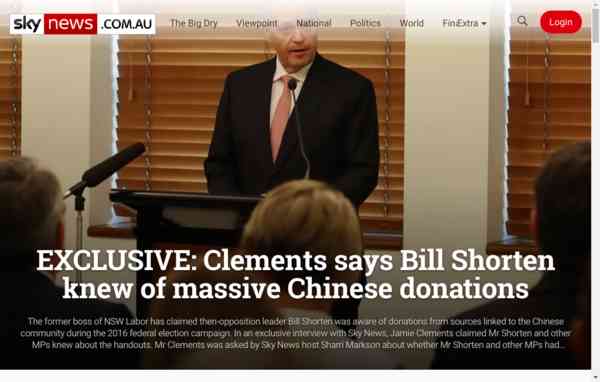 sky news .COM.AU The Big Dry Viewpoint National Politics World Extra Login
EXCLUSIVE: Clements says Bill Shorten
knew of massive Chinese donations
The former boss of NSW Labor has claimed then-opposition leader Bill Shorten was aware of donations from sources linked to the Chinese
community during the 2016 federal election campaign. In an exclusive interview with Sky News, Jamie Clements claimed Mr Shorten and other
MPs knew about the handouts. Mr Clements was asked by Sky News host Sharri Markson about whether Mr Shorten and other MPs had...